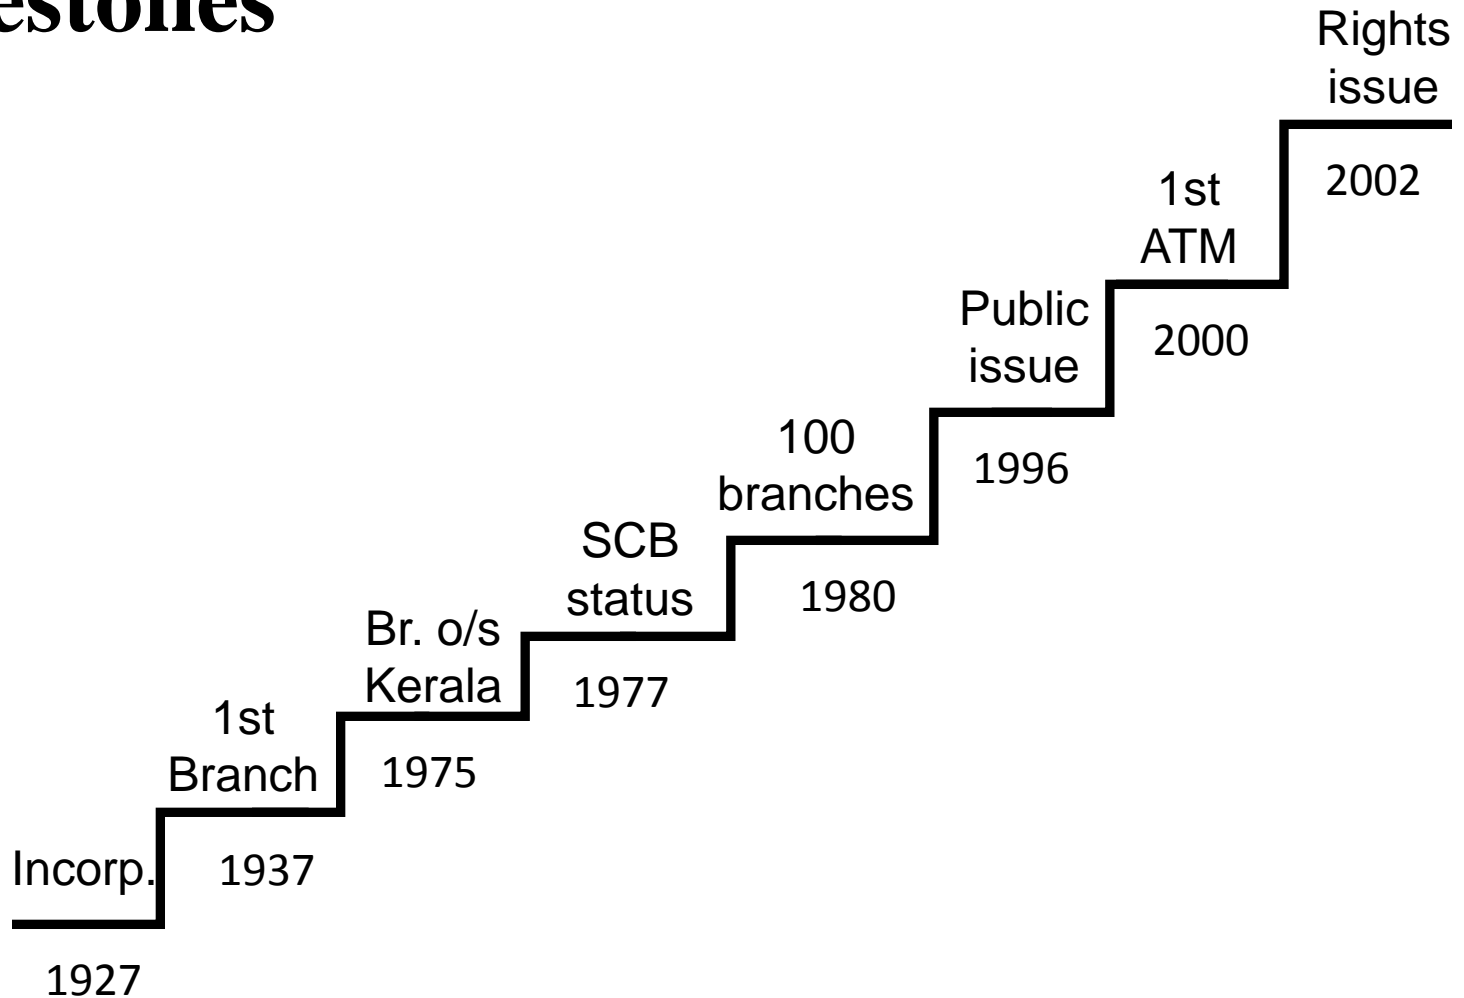 Rights
issue
2002
1st
ATM
2000
Public
issue
1996
100
branches
1980
SCB
status
1977
Br. o/s
Kerala
1975
1st
Branch
1937
Incorp.
1927